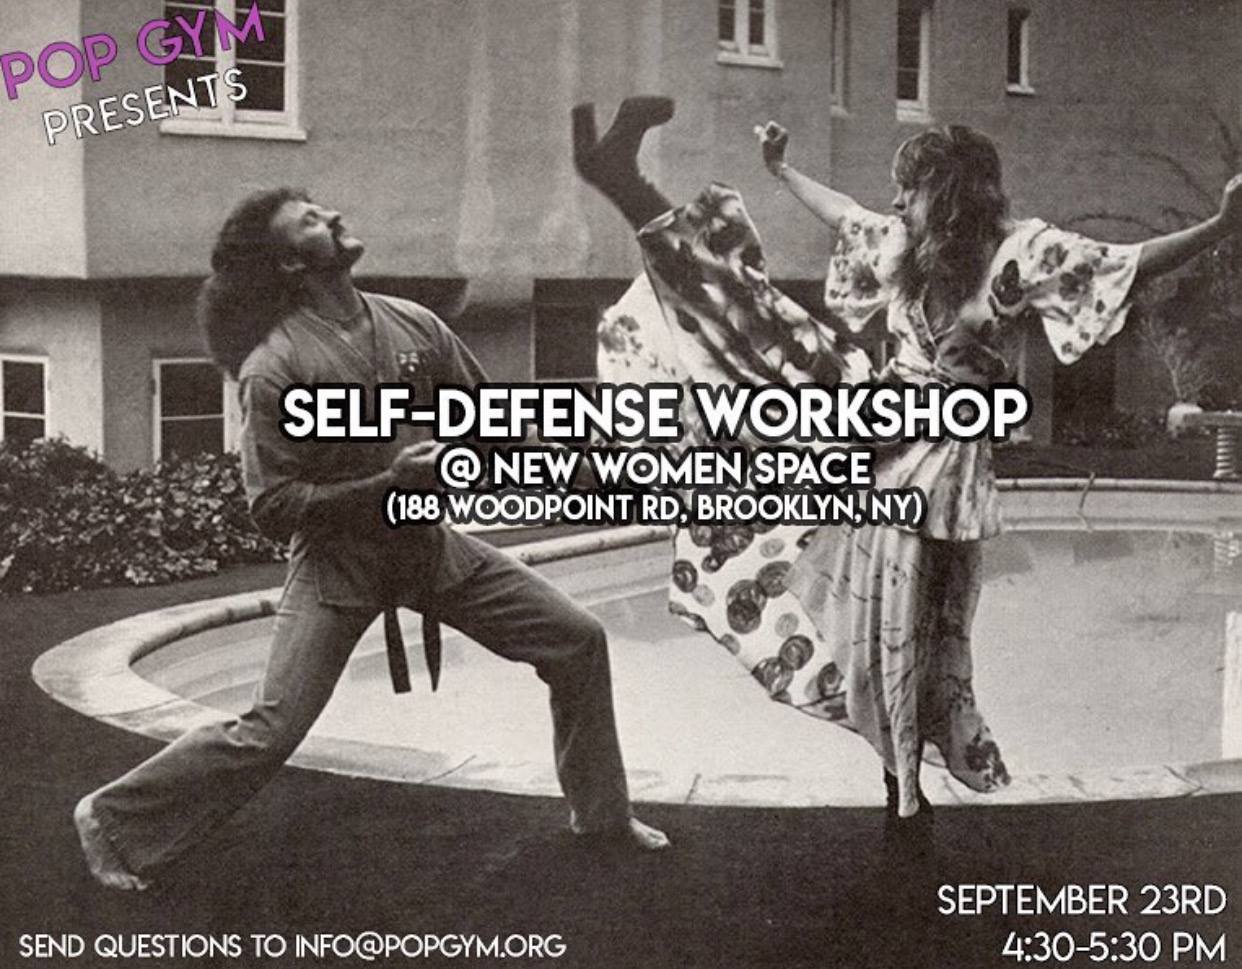 POP GYM
PRESENTS
SELF-DEFENSE WORKSHOP
@ NEW WOMEN SPACE
(188 WOODPOINT RD, BROOKLYN, NY)
SEPTEMBER 23RD
4:30-5:30 PM
SEND QUESTIONS TO INFO@POPGYM.ORG